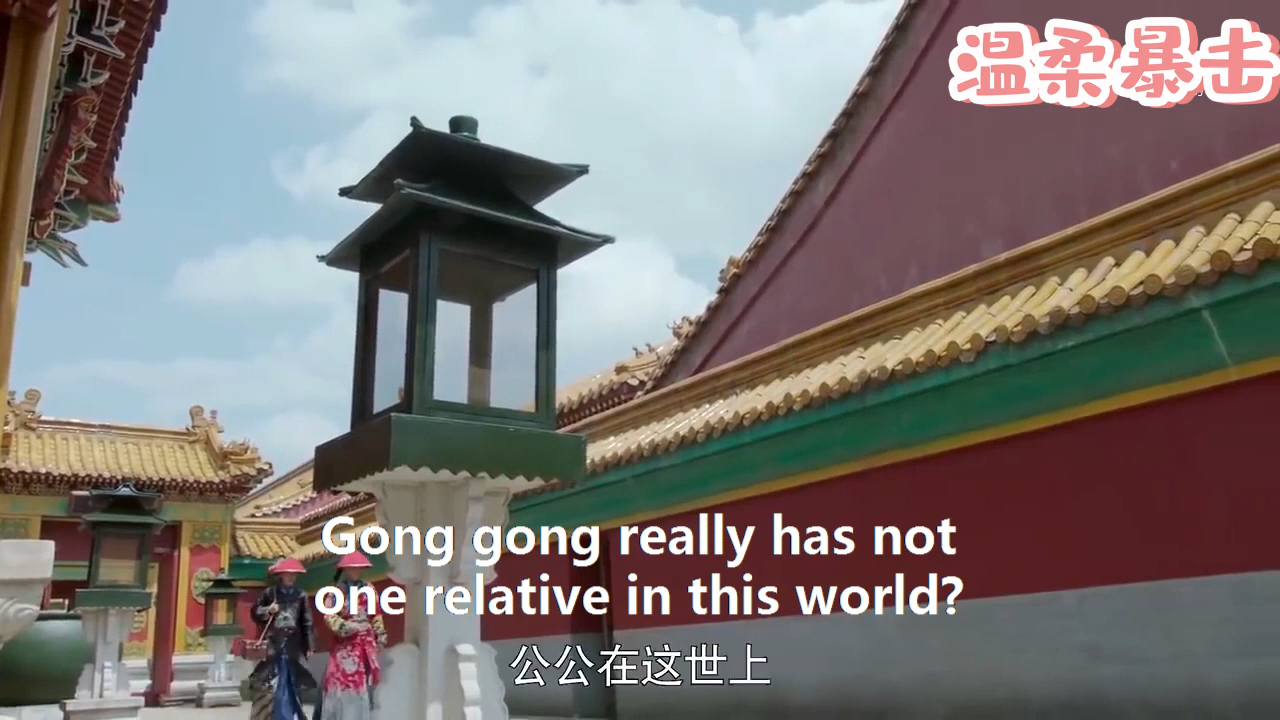 温柔暴击
Gong gong really has not
one relative in this world?
公公在这世上